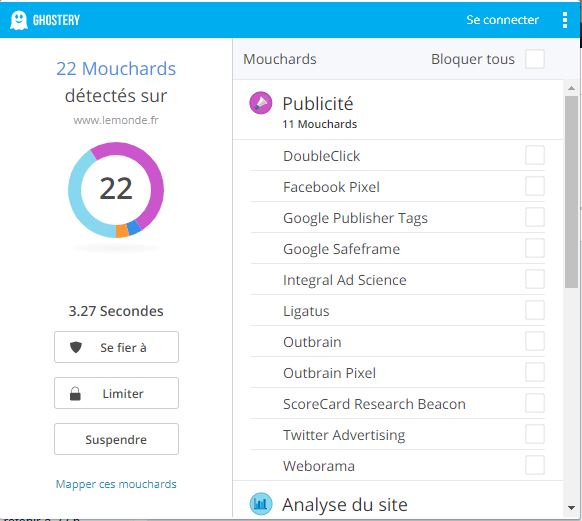 GHOSTERY
Se connecter
22 Mouchards
détectés sur
www.lemonde.fr
22
3.27 Secondes
Se fier à
Limiter
Suspendre
Mapper ces mouchards
Mouchards
Bloquer tous
Publicité
11 Mouchards
DoubleClick
Facebook Pixel
Google Publisher Tags
Google Safeframe
Integral Ad Science
Ligatus
Outbrain
Outbrain Pixel
ScoreCard Research Beacon
Twitter Advertising
Weborama
Analyse du site